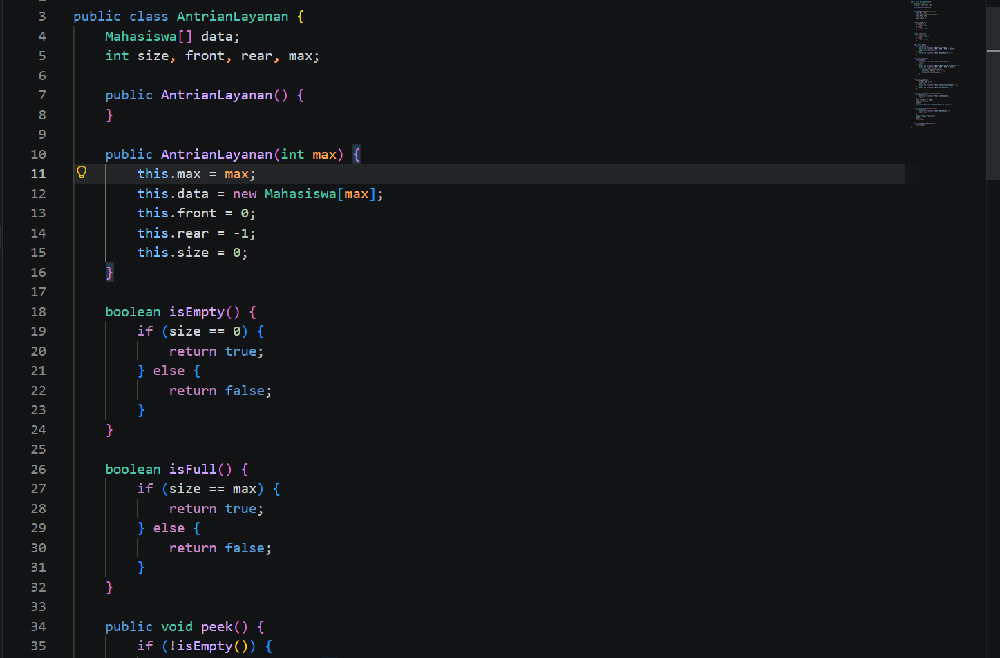 3 public class AntrianLayanan {
4 Mahasiswa[] data;
5 int size, front, rear, max;
6
7 public AntrianLayanan() {
8 }
9
10 public AntrianLayanan(int max) {
11 this.max = max;
12 this.data = new Mahasiswa[max];
13 this.front = 0;
14 this.rear = -1;
15 this.size = 0;
16 }
17
18 boolean isEmpty() {
19 if (size == 0) {
20 return true;
21 } else {
22 return false;
23 }
24 }
25
26 boolean isFull() {
27 if (size == max) {
28 return true;
29 } else {
30 return false;
31 }
32 }
33
34 public void peek() {
35 if (!isEmpty()) {